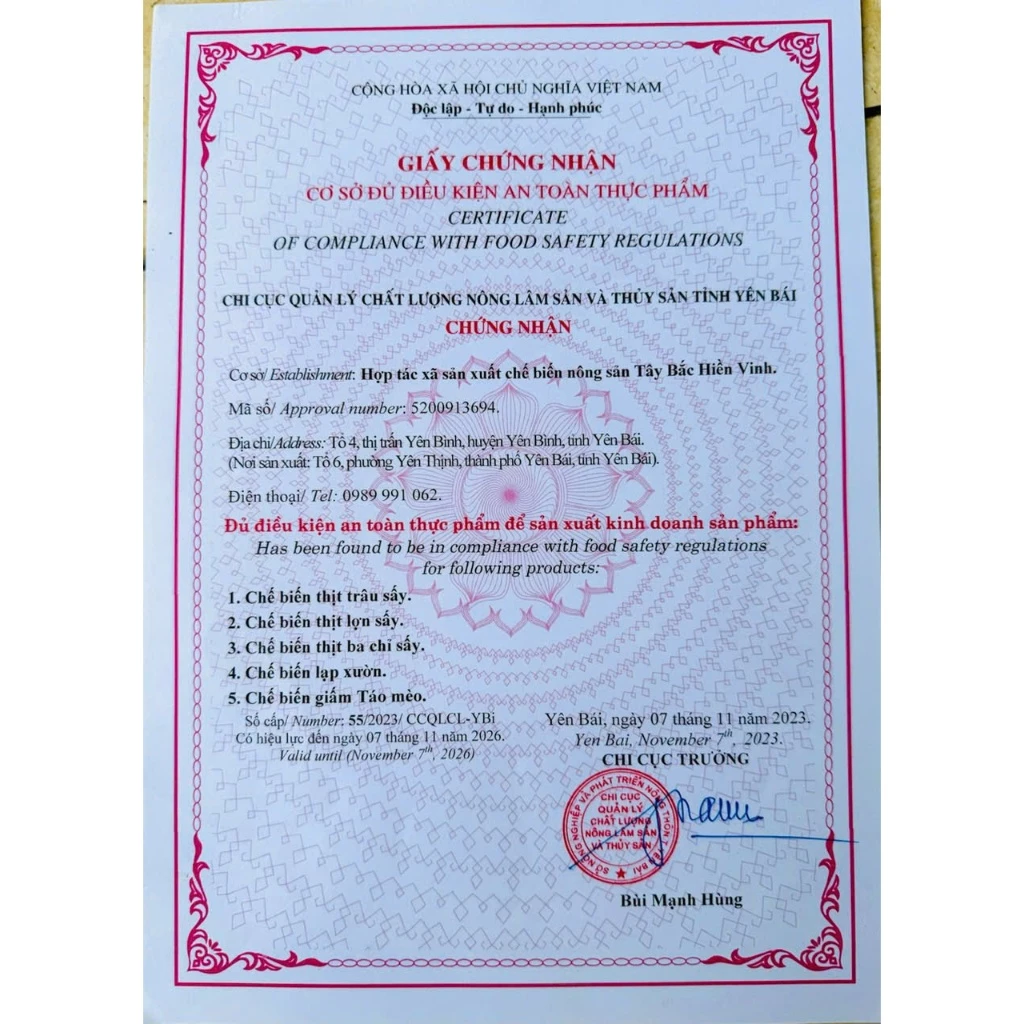 CỘNG HÒA XÃ HỘI CHỦ NGHĨA VIỆT NAM
Độc lập - Tự do - Hạnh phúc
GIẤY CHỨNG NHẬN
CƠ SỞ ĐỦ ĐIỀU KIỆN AN TOÀN THỰC PHẨM
CERTIFICATE
OF COMPLIANCE WITH FOOD SAFETY REGULATIONS
CHI CỤC QUẢN LÝ CHẤT LƯỢNG NÔNG LÂM SẢN VÀ THỦY SẢN TỈNH YÊN BÁI
CHỨNG NHẬN
Cơ sở/ Establishment: Hợp tác xã sản xuất chế biến nông sản Tây Bắc Hiền Vinh.
Mã số/ Approval number: 5200913694.
Địa chỉ/Address: Tổ 4, thị trấn Yên Bình, huyện Yên Bình, tỉnh Yên Bái.
(Nơi sản xuất: Tổ 6, phường Yên Thịnh, thành phố Yên Bái, tỉnh Yên Bái).
Điện thoại/ Tel: 0989 991 062.
Đủ điều kiện an toàn thực phẩm để sản xuất kinh doanh sản phẩm:
Has been found to be in compliance with food safety regulations
for following products:
1. Chế biến thịt trâu sấy.
2. Chế biến thịt lợn sấy.
3. Chế biến thịt ba chỉ sấy.
4. Chế biến lạp xườn.
5. Chế biến giấm Táo mèo.
Số cấp/ Number: 55/2023/ CCQLCL-YBi
Có hiệu lực đến ngày 07 tháng 11 năm 2026.
Valid until (November 7th, 2026)
Yên Bái, ngày 07 tháng 11 năm 2023.
Yen Bai, November 7th, 2023.
CHI CỤC TRƯỞNG
SỞ NÔNG NGHIỆP VÀ PHÁT TRIỂN NÔNG THÔN T.YÊN BÁI
CHI CỤC
QUẢN LÝ
CHẤT LƯỢNG
NÔNG LÂM SẢN
VÀ THỦY SẢN
Bùi Mạnh Hùng